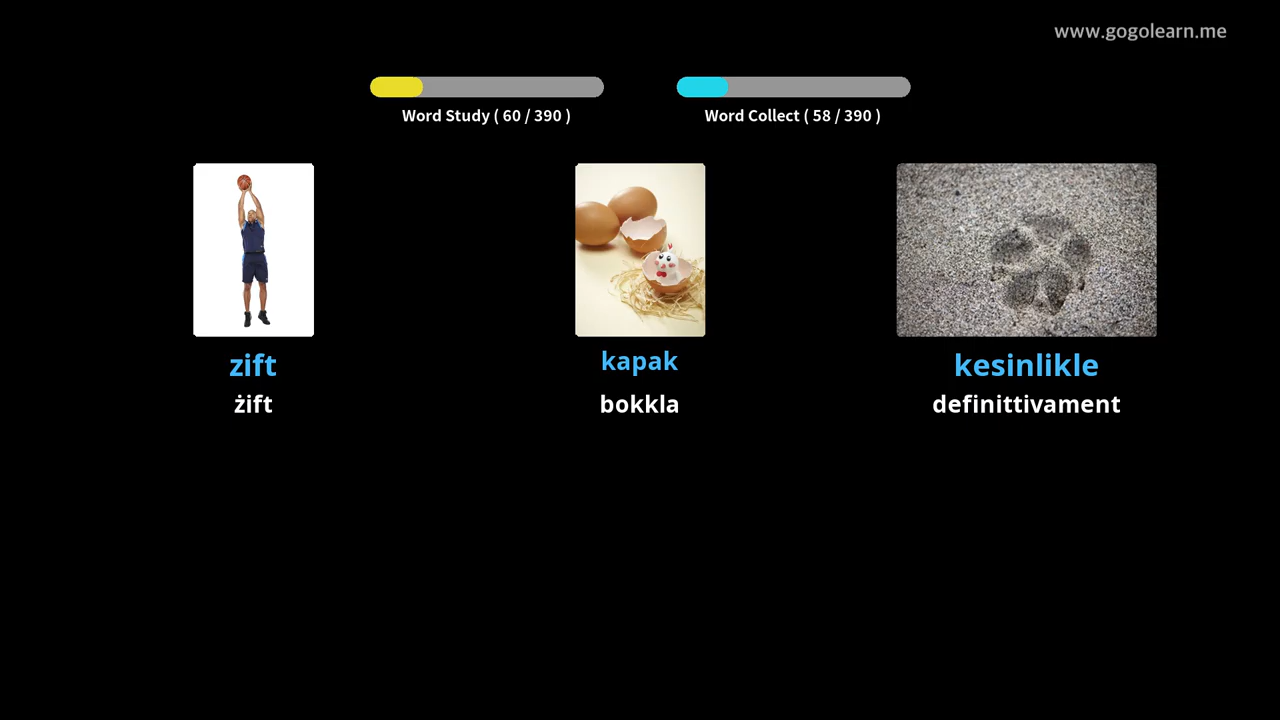 www.gogolearn.me
Word Study ( 60 / 390 )
Word Collect ( 58 / 390 )
zift
żift
kapak
bokkla
kesinlikle
definittivament